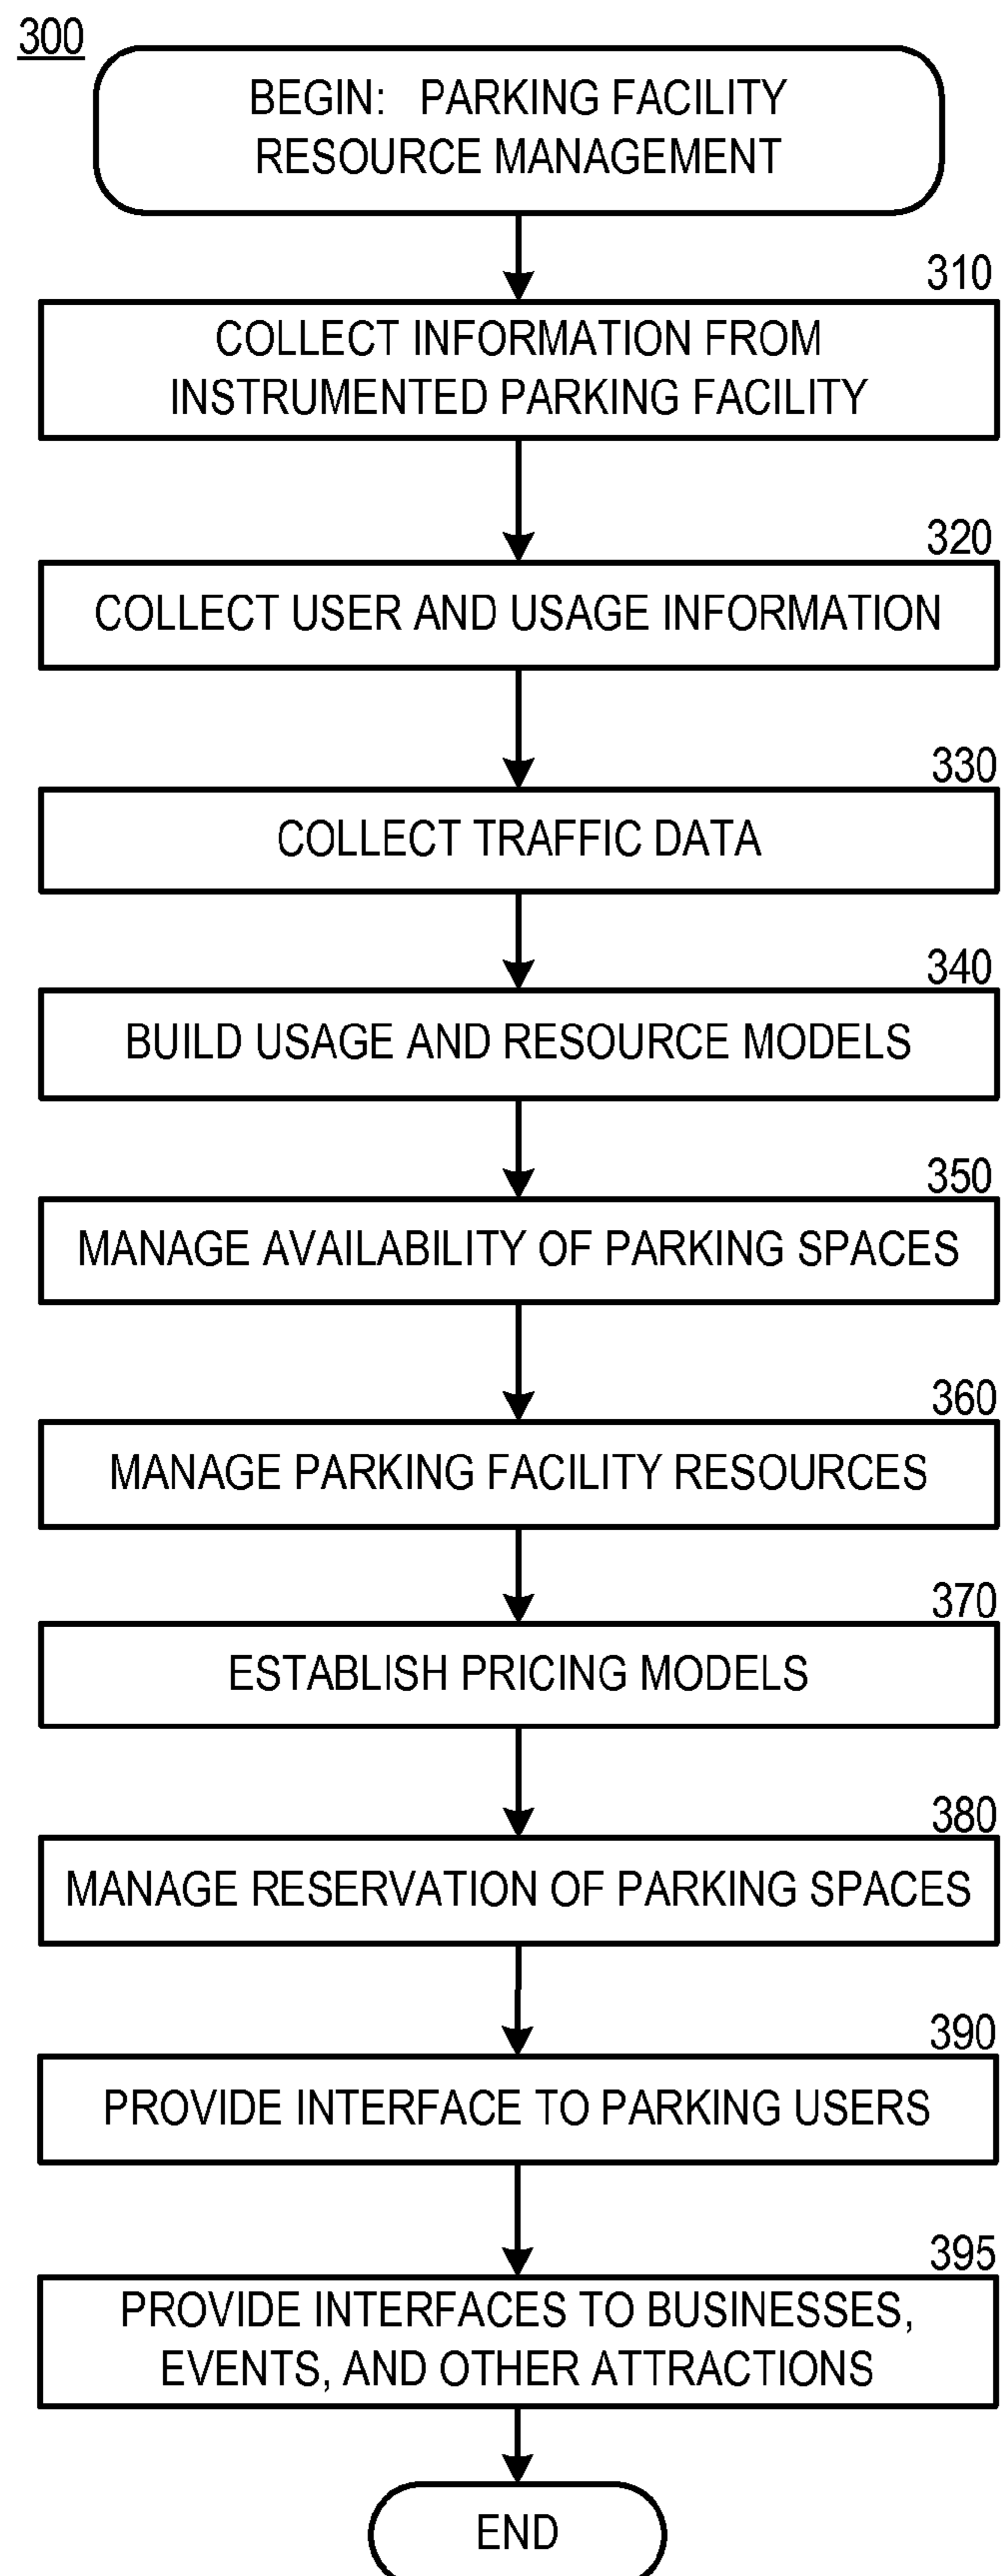 300
BEGIN: PARKING FACILITY
RESOURCE MANAGEMENT
310
COLLECT INFORMATION FROM
INSTRUMENTED PARKING FACILITY
320
COLLECT USER AND USAGE INFORMATION
330
COLLECT TRAFFIC DATA
340
BUILD USAGE AND RESOURCE MODELS
350
MANAGE AVAILABILITY OF PARKING SPACES
360
MANAGE PARKING FACILITY RESOURCES
370
ESTABLISH PRICING MODELS
380
MANAGE RESERVATION OF PARKING SPACES
390
PROVIDE INTERFACE TO PARKING USERS
395
PROVIDE INTERFACES TO BUSINESSES,
EVENTS, AND OTHER ATTRACTIONS
END